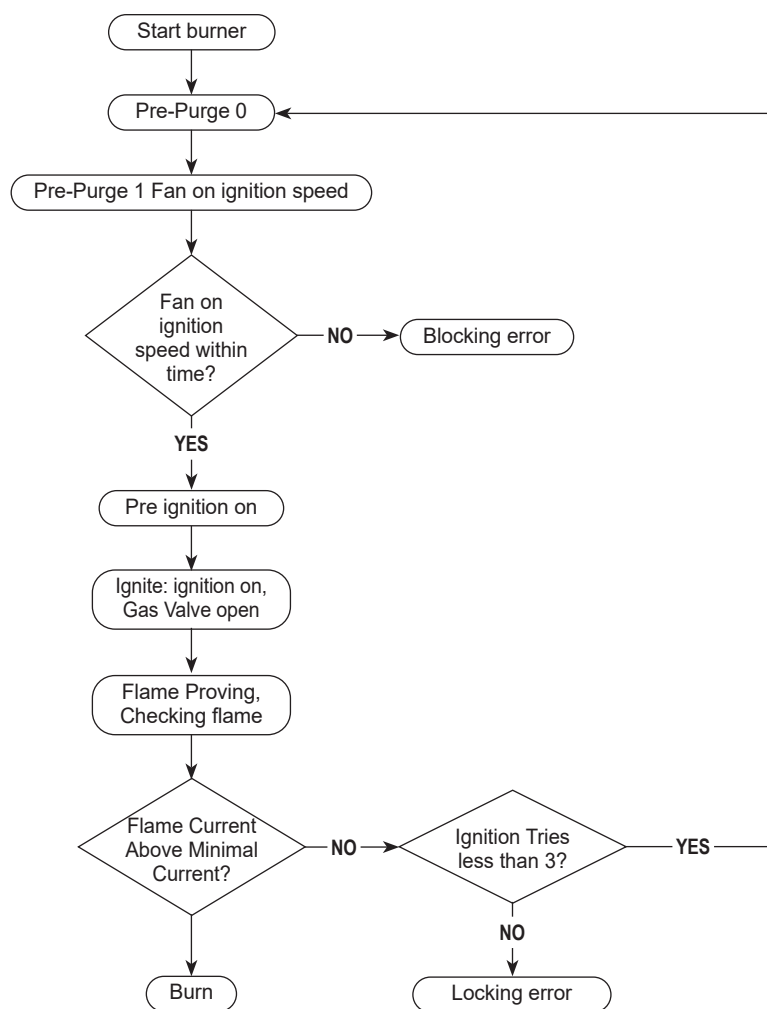 Start burner
Pre-Purge 0
Pre-Purge 1 Fan on ignition speed
Fan on
ignition
speed within
time?
NO
Blocking error
YES
Pre ignition on
Ignite: ignition on,
Gas Valve open
Flame Proving,
Checking flame
Flame Current
Above Minimal
Current?
NO
Ignition Tries
less than 3?
YES
NO
Burn
Locking error